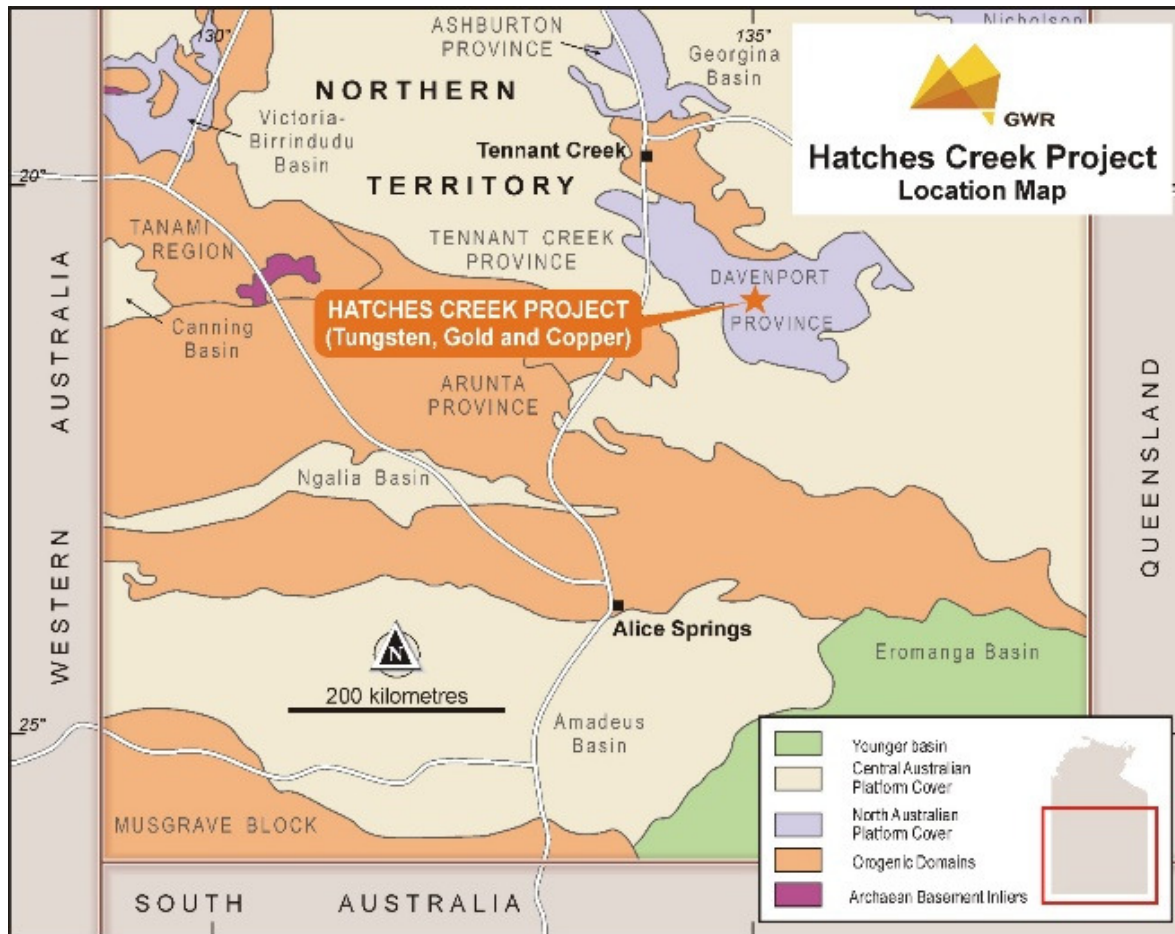 130°
135°
ASHBURTON
PROVINCE
Georgina
Basin
Nicholson
NORTHERN
TERRITORY
Victoria-
Birrindudu
Basin
GWR
Hatches Creek Project
Location Map
Tennant Creek
20°
TANAMI
REGION
TENNANT CREEK
PROVINCE
DAVENPORT
PROVINCE
HATCHES CREEK PROJECT
(Tungsten, Gold and Copper)
Canning
Basin
ARUNTA
PROVINCE
WESTERN AUSTRALIA
QUEENSLAND
Ngalia Basin
Alice Springs
Eromanga Basin
N
200 kilometres
25°
Amadeus
Basin
MUSGRAVE BLOCK
SOUTH AUSTRALIA
Younger basin
Central Australian
Platform Cover
North Australian
Platform Cover
Orogenic Domains
Archaean Basement Inliers